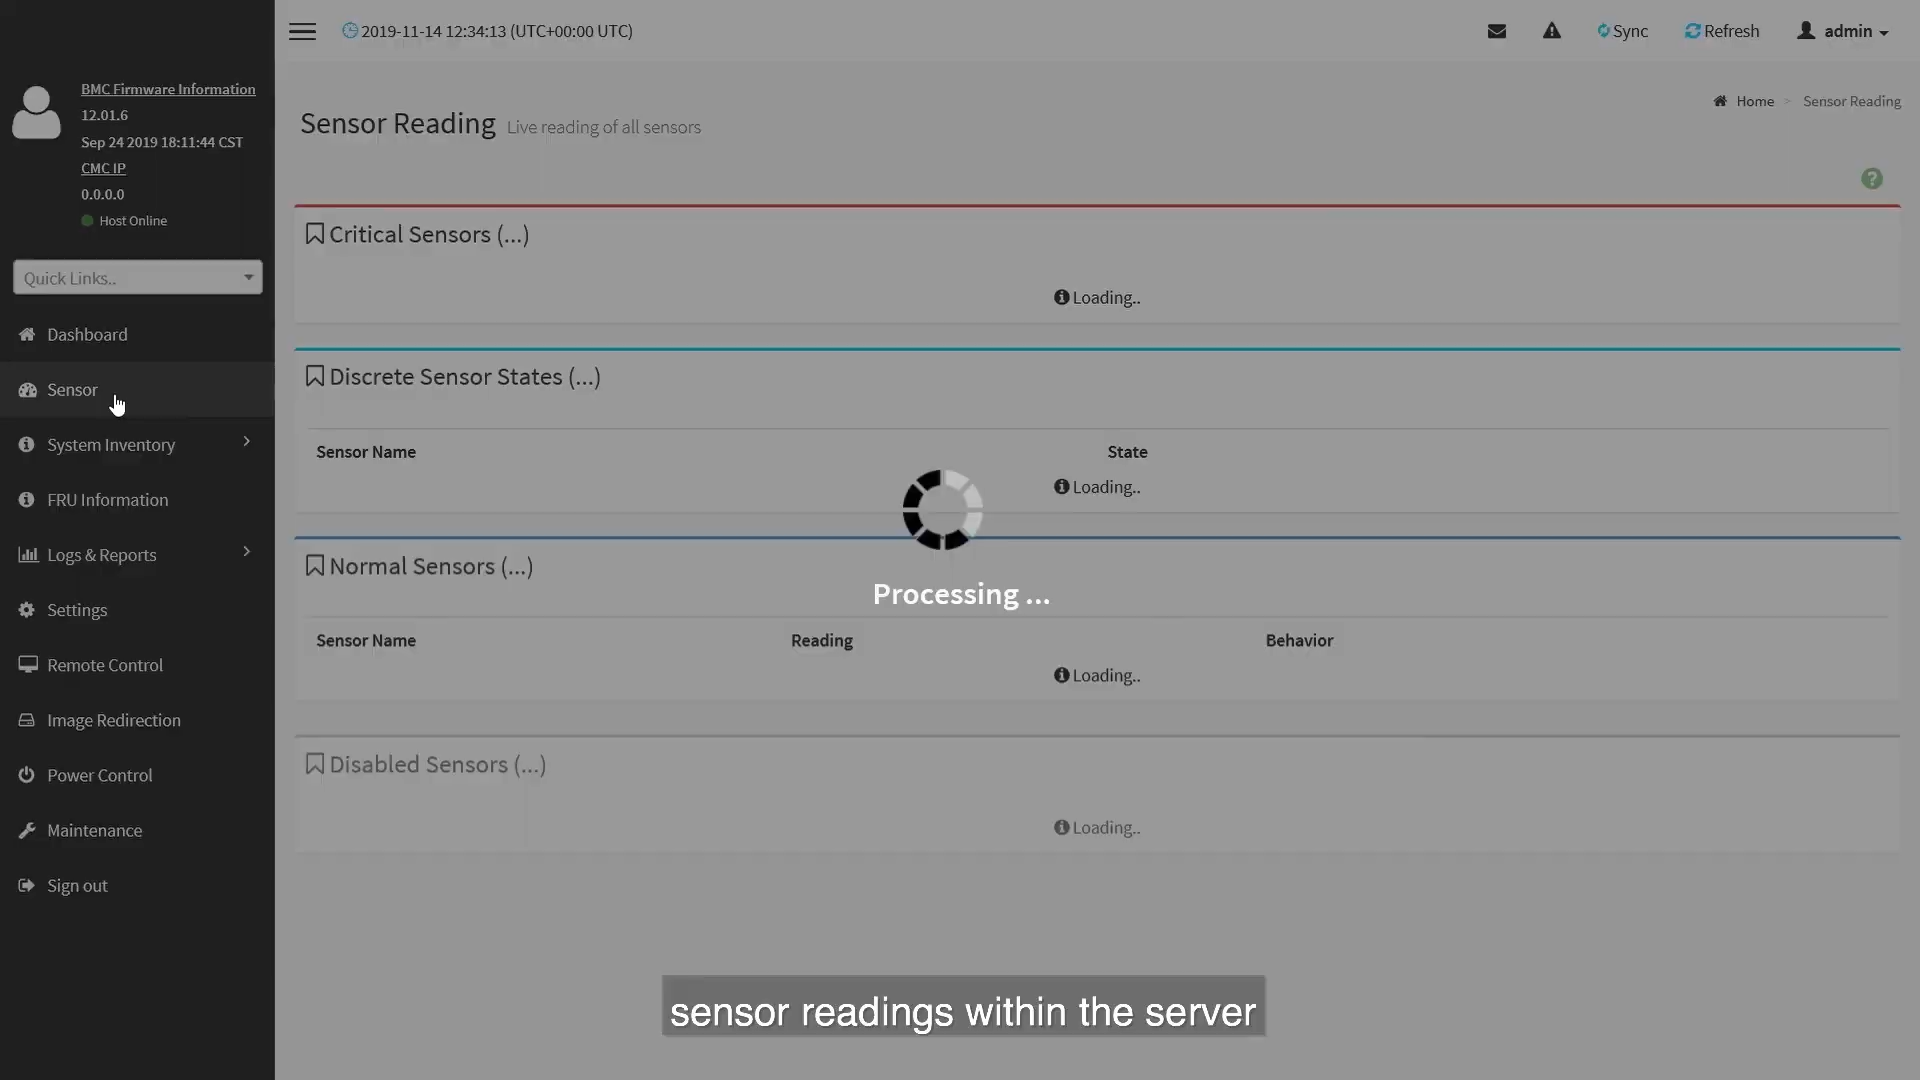 2019-11-14 12:34:13 (UTC+00:00 UTC)
Sync
Refresh
admin
BMC Firmware Information
12.01.6
Sep 24 2019 18:11:44 CST
CMC IP
0.0.0.0
Host Online
Quick Links..
Dashboard
Sensor
System Inventory
FRU Information
Logs & Reports
Settings
Remote Control
Image Redirection
Power Control
Maintenance
Sign out
Sensor Reading Live reading of all sensors
Home > Sensor Reading
Critical Sensors (...)
Loading..
Discrete Sensor States (...)
Sensor Name State
Loading..
Normal Sensors (...)
Processing ...
Sensor Name Reading Behavior
Loading..
Disabled Sensors (...)
Loading..
sensor readings within the server